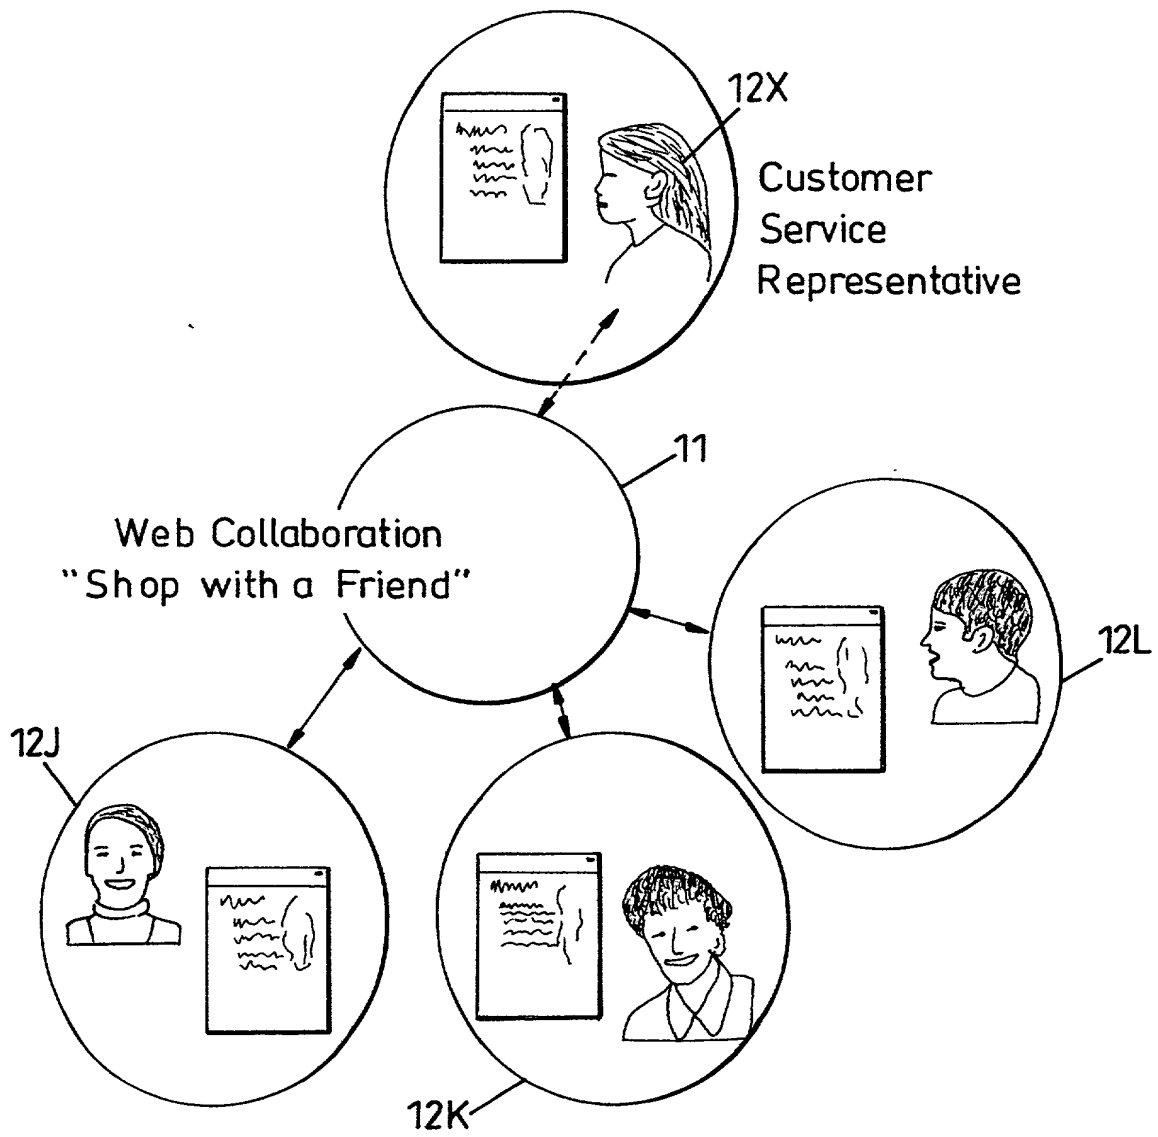 12X
Customer
Service
Representative
11
Web Collaboration
"Shop with a Friend"
12L
12J
12K